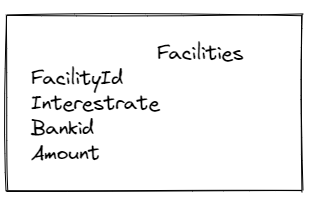 Facilities
FacilityId
Interestrate
Bankid
Amount